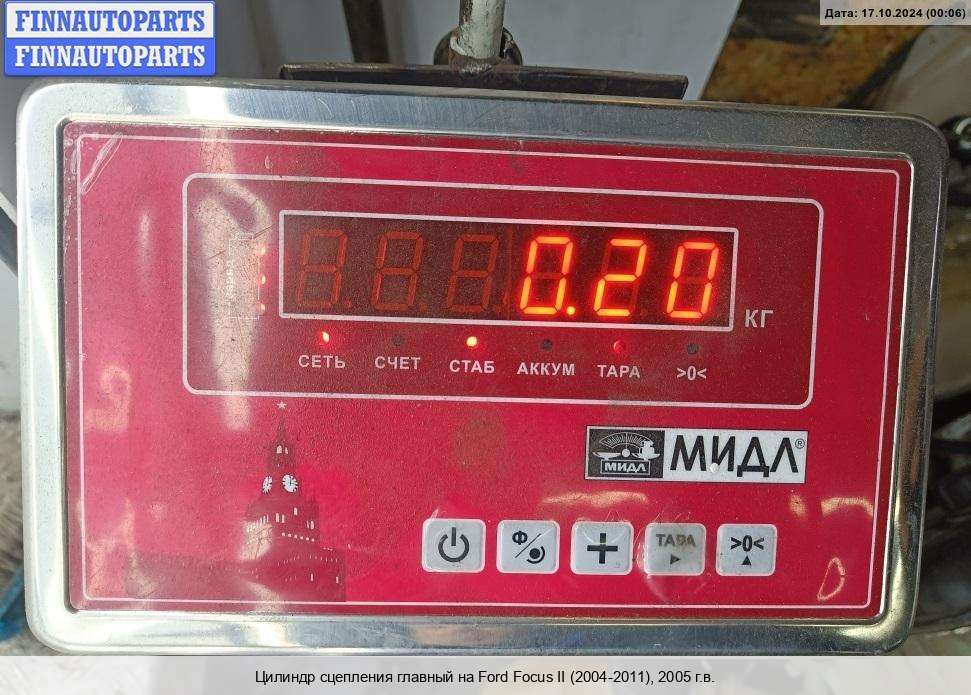 FINNAUTOPARTS
FINNAUTOPARTS
Дата: 17.10.2024 (00:06)
0.20
КГ
СЕТЬ СЧЕТ СТАБ АККУМ ТАРА >0<
МИДЛ МИДЛ®
Ф ТАРА >0<
Цилиндр сцепления главный на Ford Focus II (2004-2011), 2005 г.в.